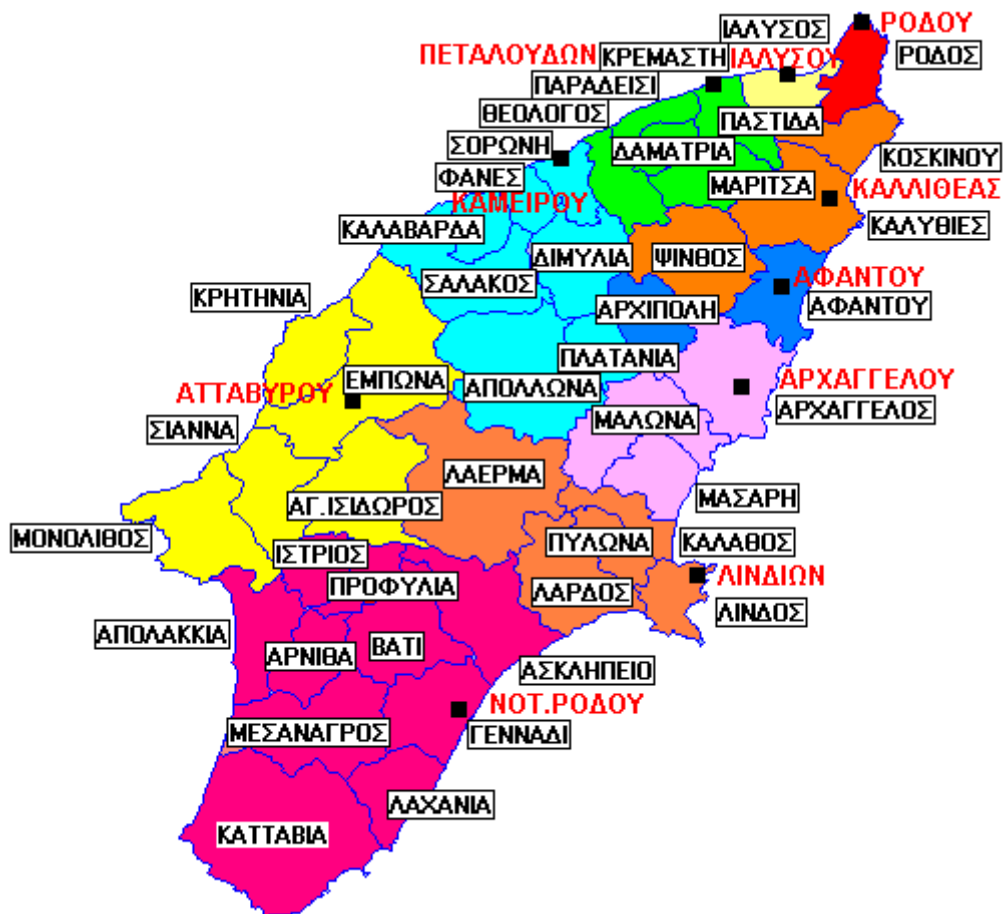 ΙΑΛΥΣΟΣ
ΡΟΔΟΥ
ΠΕΤΑΛΟΥΔΩΝ
ΚΡΕΜΑΣΤΗ
ΙΑΛΥΣΟΥ
ΡΟΔΟΣ
ΠΑΡΑΔΕΙΣΙ
ΘΕΟΛΟΓΟΣ
ΠΑΣΤΙΔΑ
ΣΟΡΩΝΗ
ΔΑΜΑΤΡΙΑ
ΚΟΣΚΙΝΟΥ
ΦΑΝΕΣ
ΜΑΡΙΤΣΑ
ΚΑΛΛΙΘΕΑΣ
ΚΑΜΕΙΡΟΥ
ΚΑΛΑΒΑΡΔΑ
ΚΑΛΥΘΙΕΣ
ΔΙΜΥΛΙΑ
ΨΙΝΘΟΣ
ΣΑΛΑΚΟΣ
ΑΦΑΝΤΟΥ
ΚΡΗΤΗΝΙΑ
ΑΡΧΙΠΟΛΗ
ΑΦΑΝΤΟΥ
ΠΛΑΤΑΝΙΑ
ΕΜΠΩΝΑ
ΑΠΟΛΛΩΝΑ
ΑΡΧΑΓΓΕΛΟΥ
ΑΤΤΑΒΥΡΟΥ
ΑΡΧΑΓΓΕΛΟΣ
ΜΑΛΩΝΑ
ΣΙΑΝΝΑ
ΛΑΕΡΜΑ
ΜΑΣΑΡΗ
ΑΓ.ΙΣΙΔΩΡΟΣ
ΜΟΝΟΛΙΘΟΣ
ΠΥΛΩΝΑ
ΚΑΛΑΘΟΣ
ΙΣΤΡΙΟΣ
ΛΙΝΔΙΩΝ
ΠΡΟΦΥΛΙΑ
ΛΑΡΔΟΣ
ΛΙΝΔΟΣ
ΑΠΟΛΑΚΚΙΑ
ΒΑΤΙ
ΑΡΝΙΘΑ
ΑΣΚΛΗΠΕΙΟ
ΝΟΤ.ΡΟΔΟΥ
ΜΕΣΑΝΑΓΡΟΣ
ΓΕΝΝΑΔΙ
ΛΑΧΑΝΙΑ
ΚΑΤΤΑΒΙΑ